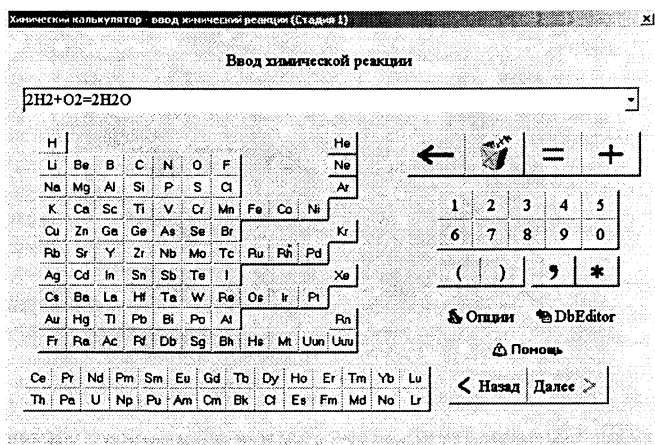 Химический калькулятор - ввод химический реакции (Стадия 1)
Ввод химической реакции
2H2+O2=2H2O
H He
Li Be B C N O F Ne
Na Mg Al Si P S Cl Ar
K Ca Sc Ti V Cr Mn Fe Co Ni
Cu Zn Ga Ge As Se Br Kr
Rb Sr Y Zr Nb Mo Tc Ru Rh Pd
Ag Cd In Sn Sb Te I Xe
Cs Ba La Hf Ta W Re Os Ir Pt
Au Hg Tl Pb Bi Po At Rn
Fr Ra Ac Rf Db Sg Bh Hs Mt Uun Uuu
Ce Pr Nd Pm Sm Eu Gd Tb Dy Ho Er Tm Yb Lu
Th Pa U Np Pu Am Cm Bk Cf Es Fm Md No Lr
← = +
1 2 3 4 5
6 7 8 9 0
( ) , *
Опции DbEditor
Помощь
< Назад Далее >